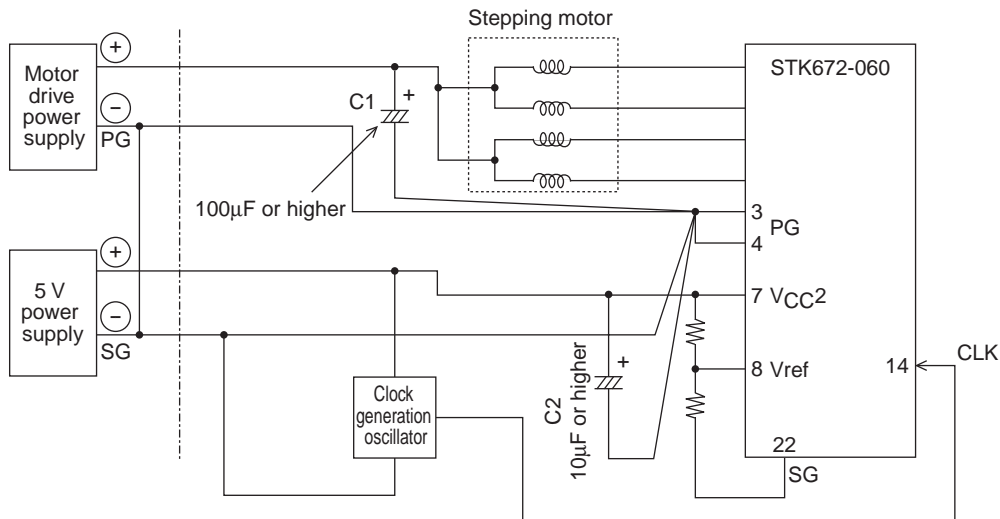 Stepping motor
Motor
drive
power
supply
+
−
PG
C1
+
100μF or higher
STK672-060
3
PG
4
5 V
power
supply
+
−
SG
7 VCC2
8 Vref
14
CLK
Clock
generation
oscillator
C2
10μF or higher
+
22
SG